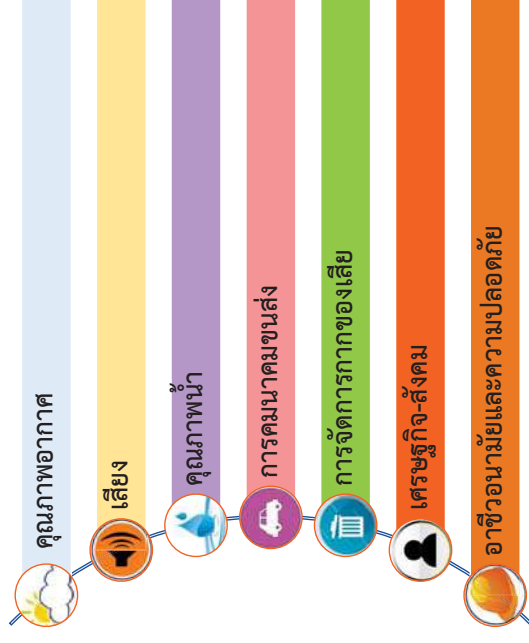 คุณภาพอากาศ
เสียง
คุณภาพน้ำ
การคมนาคมขนส่ง
การจัดการกากของเสีย
เศรษฐกิจ-สังคม
อาชีวอนามัยและความปลอดภัย